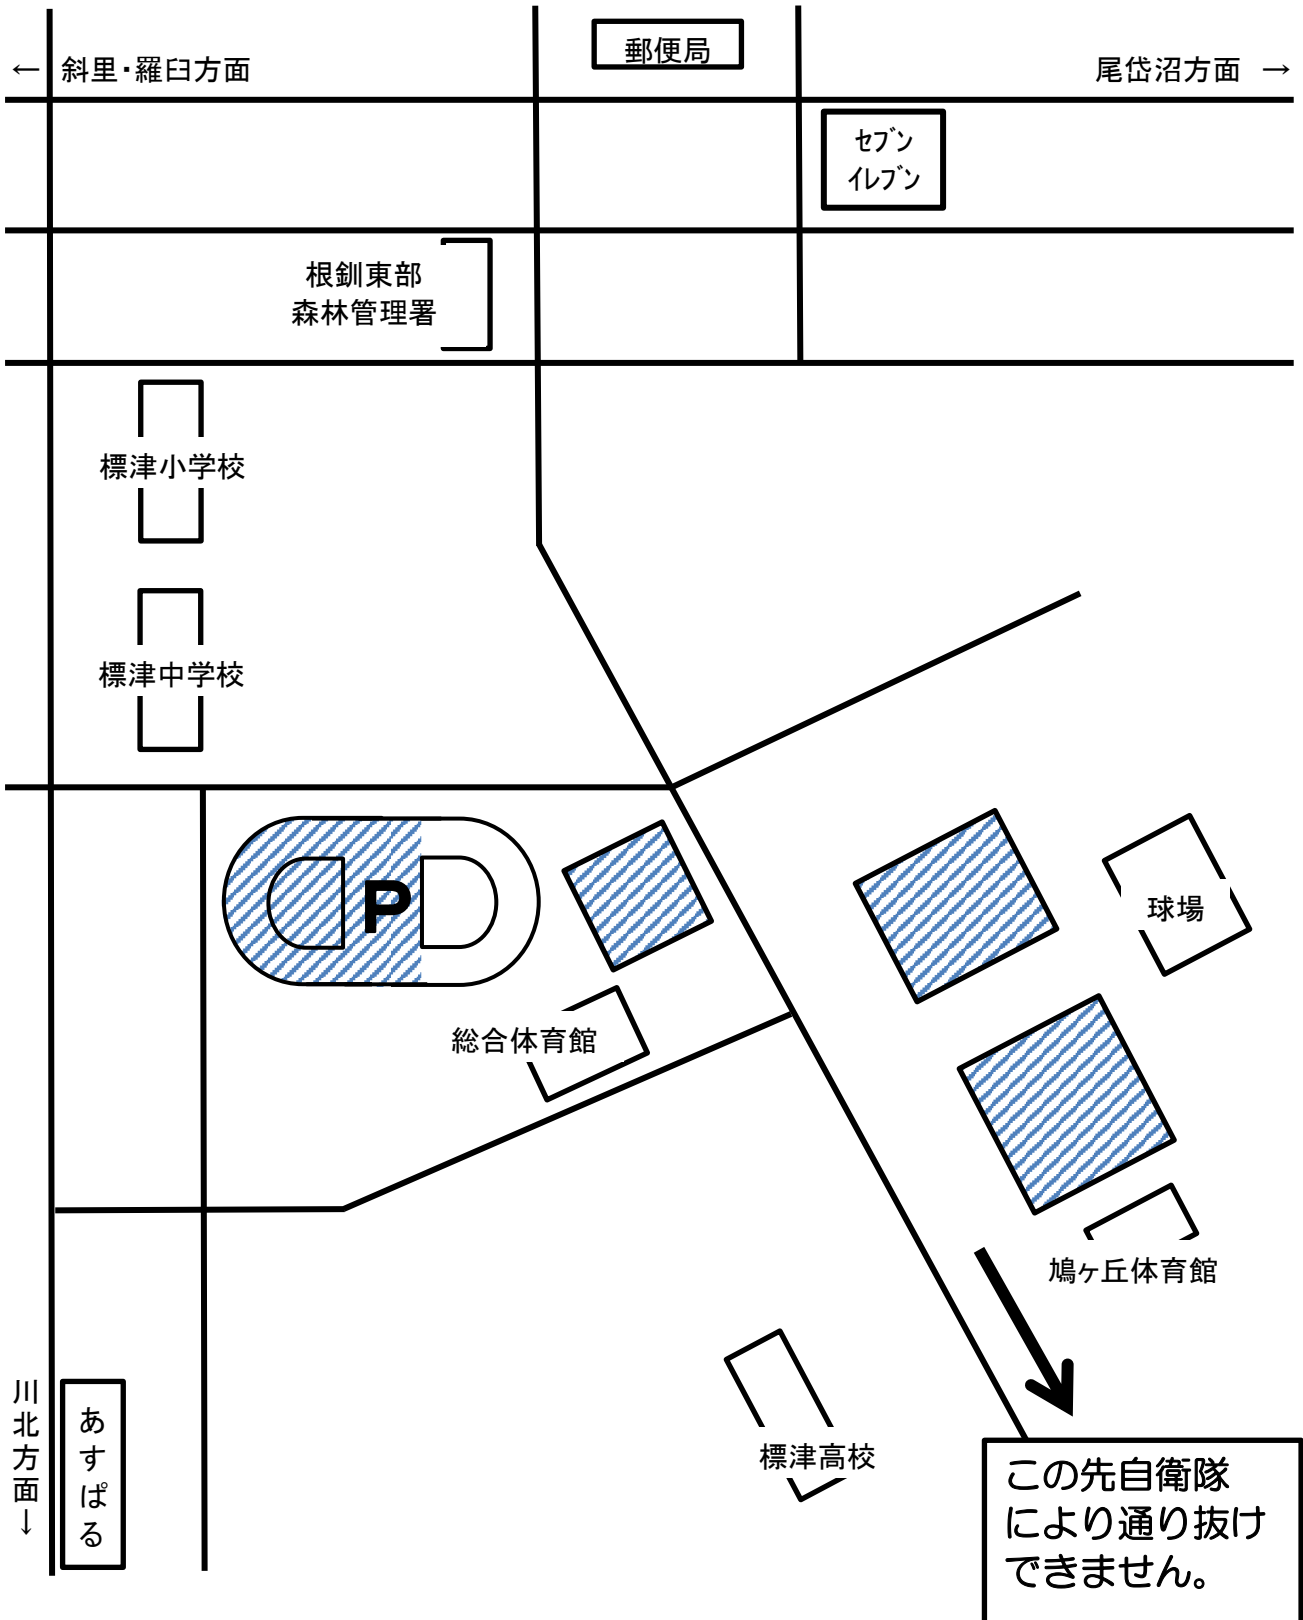 郵便局
← 斜里・羅臼方面
尾岱沼方面 →
ｾﾌﾞﾝ
ｲﾚﾌﾞﾝ
根釧東部
森林管理署
標津小学校
標津中学校
P
球場
総合体育館
鳩ヶ丘体育館
川北方面↓
あすぱる
標津高校
この先自衛隊
により通り抜け
できません。